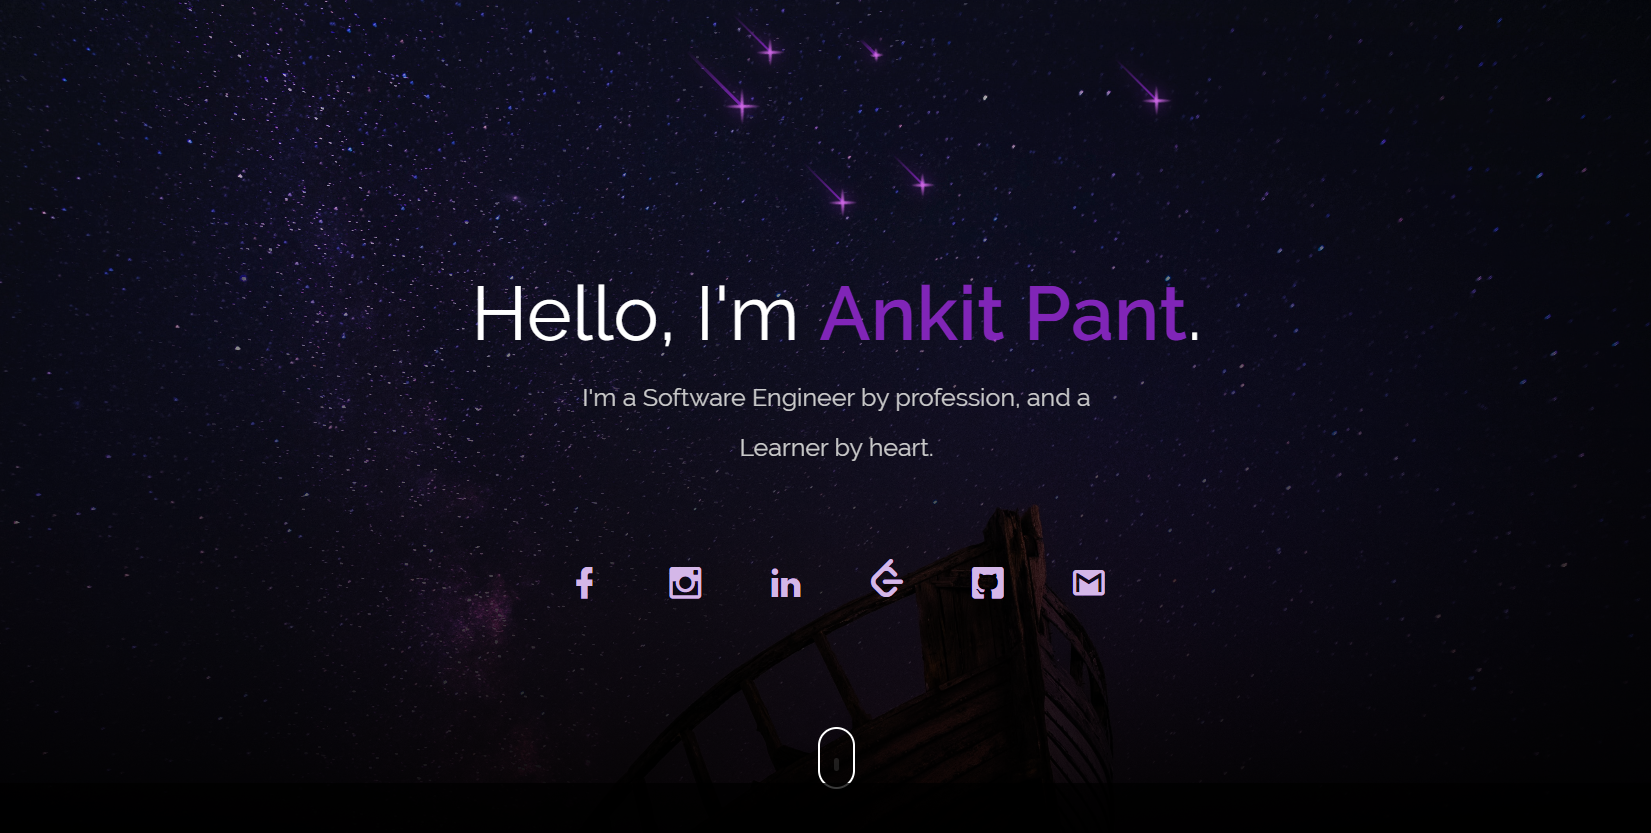 Hello, I'm Ankit Pant.
I'm a Software Engineer by profession, and a
Learner by heart.